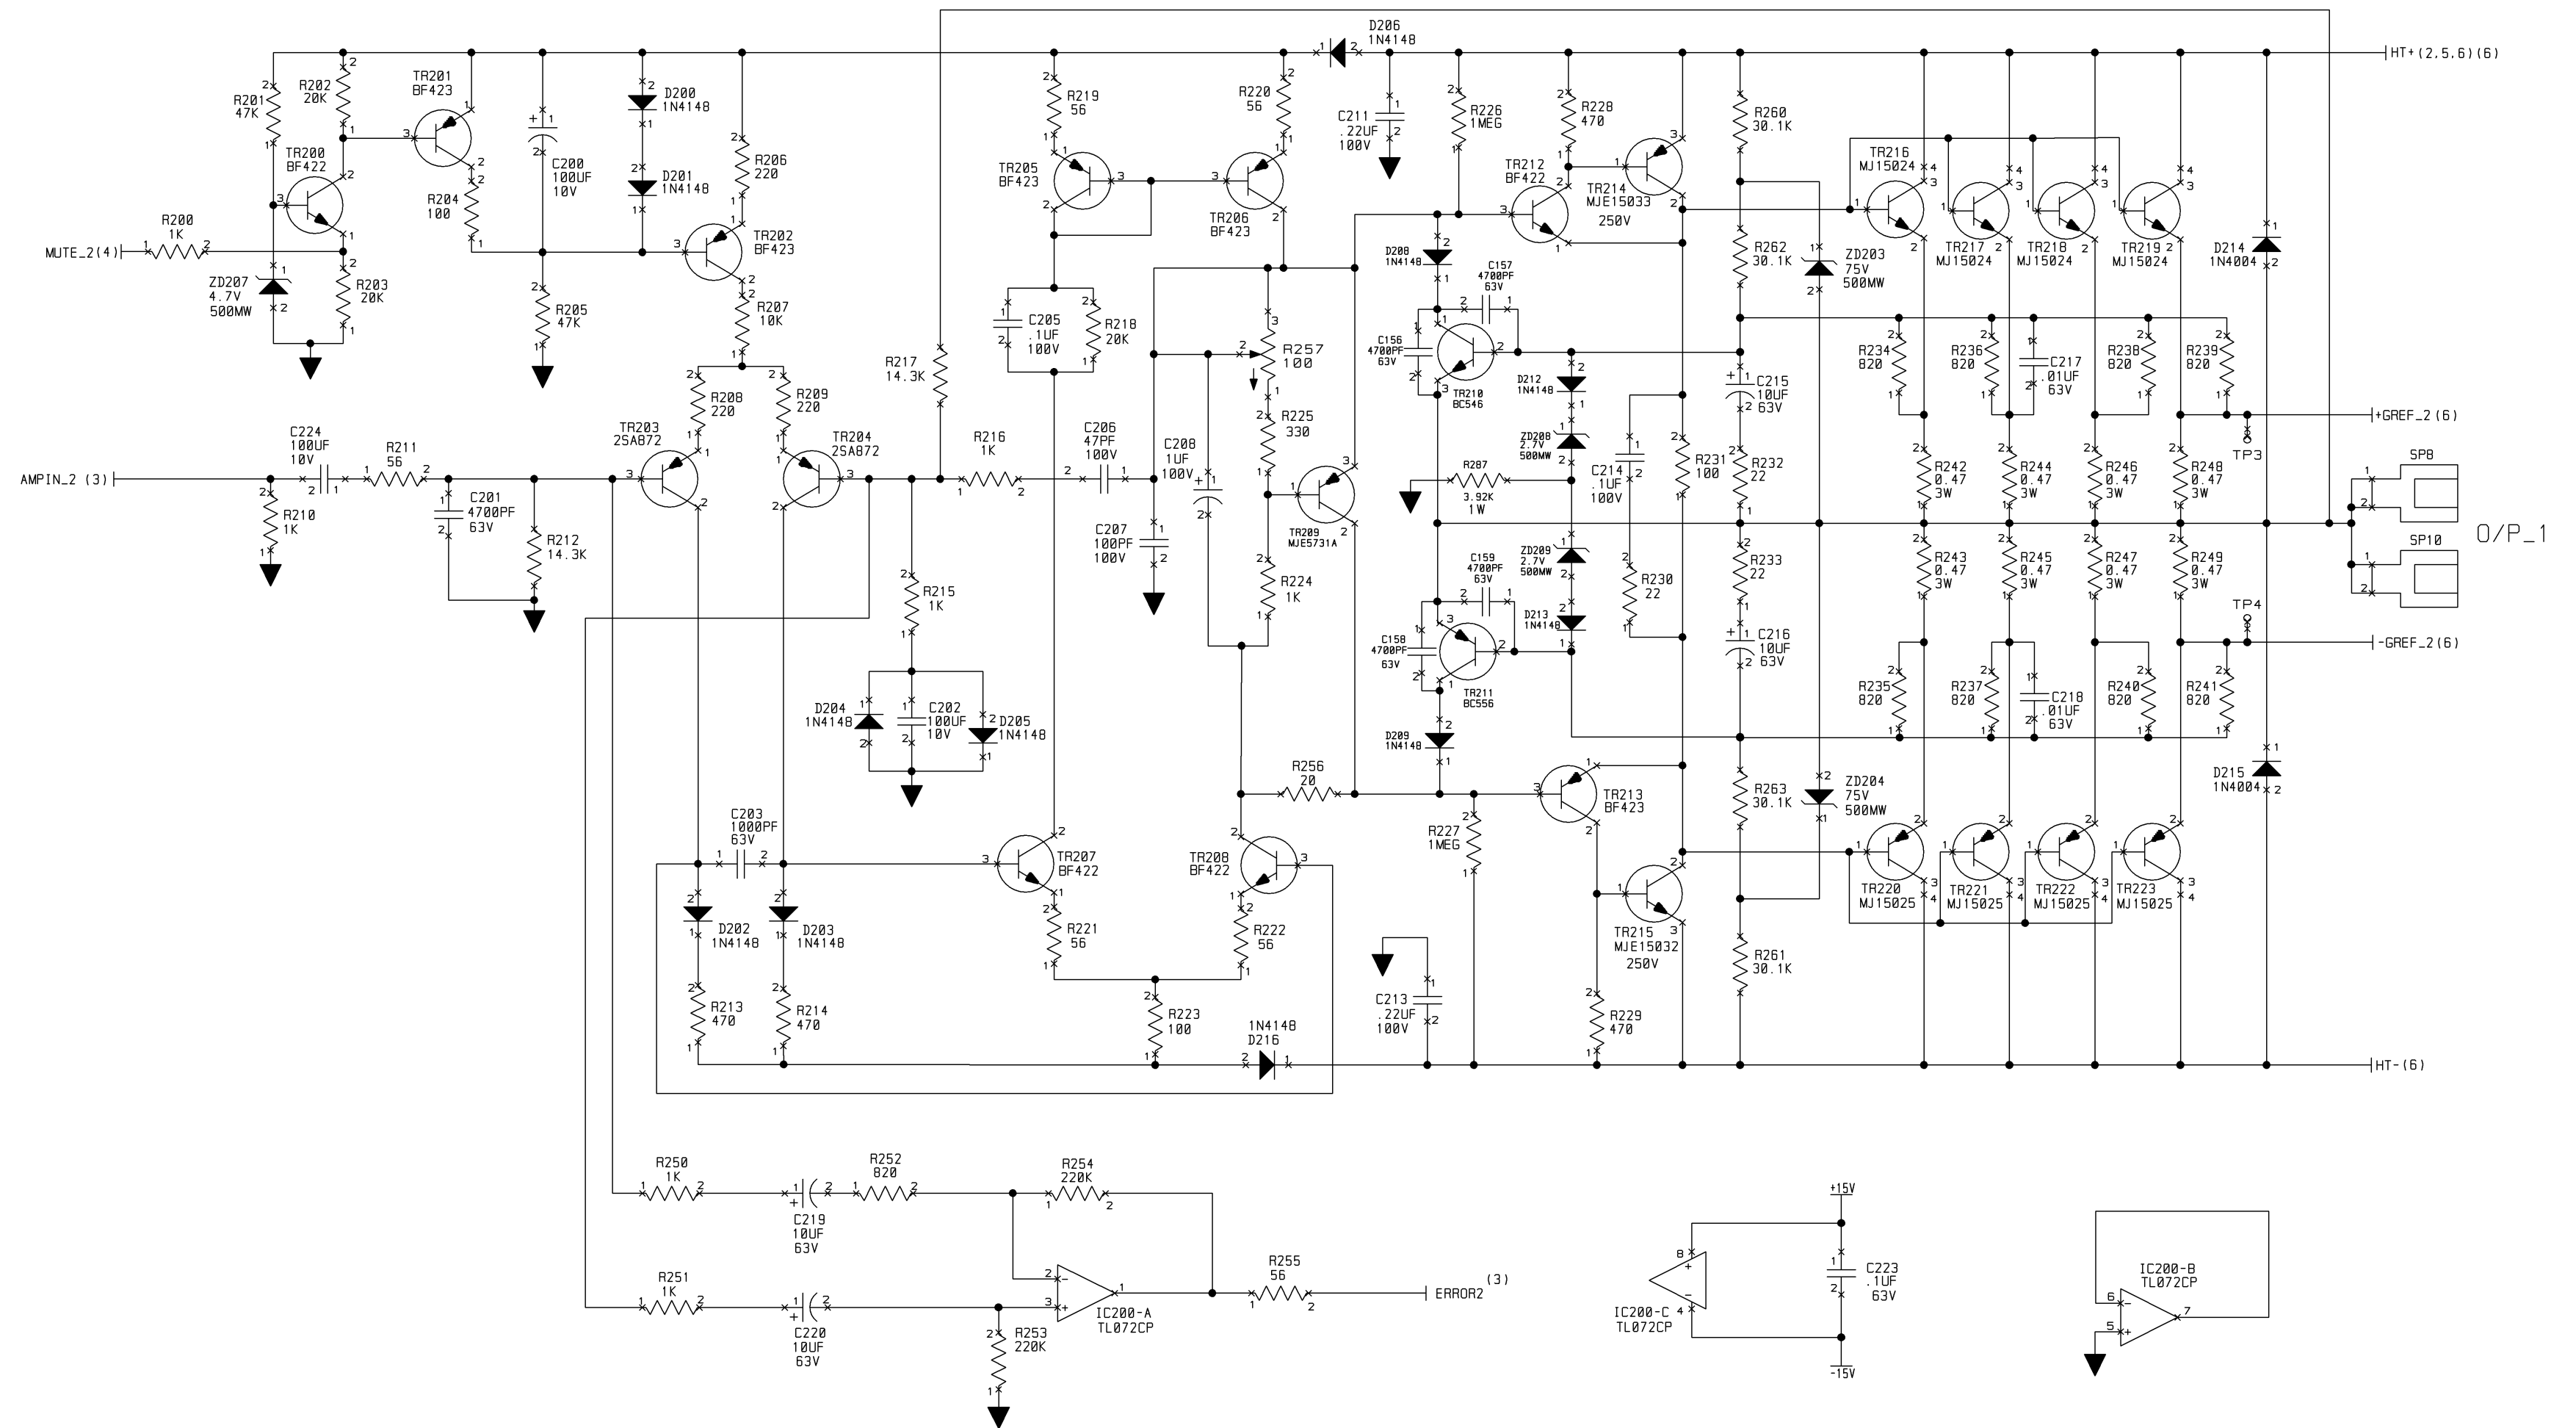 D206
1N4148
HT+(2,5,6)(6)
R201
47K
R202
20K
TR201
BF423
TR200
BF422
R200
1K
MUTE_2(4)
ZD207
4.7V
500MW
R203
20K
R204
100
C200
100UF
10V
D200
1N4148
D201
1N4148
R205
47K
R206
220
TR202
BF423
R207
10K
R208
220
R209
220
TR203
2SA872
TR204
2SA872
C224
100UF
10V
R211
56
AMPIN_2 (3)
R210
1K
C201
4700PF
63V
R212
14.3K
R217
14.3K
R216
1K
C206
47PF
100V
R215
1K
D204
1N4148
C202
100UF
10V
D205
1N4148
C203
1000PF
63V
D202
1N4148
D203
1N4148
R213
470
R214
470
R219
56
R220
56
TR205
BF423
TR206
BF423
C205
.1UF
100V
R218
20K
C208
1UF
100V
C207
100PF
100V
R257
100
R225
330
TR209
MJE5731A
R224
1K
R256
20
TR207
BF422
TR208
BF422
R221
56
R222
56
R223
100
1N4148
D216
C211
.22UF
100V
R226
1MEG
R228
470
TR212
BF422
TR214
MJE15033
250V
D208
1N4148
C157
4700PF
63V
C156
4700PF
63V
TR210
BC546
D212
1N4148
ZD208
2.7V
500MW
R287
3.92K
1W
C214
.1UF
100V
R231
100
ZD209
2.7V
500MW
R230
22
C159
4700PF
63V
D213
1N4148
C158
4700PF
63V
TR211
BC556
D209
1N4148
TR213
BF423
R227
1MEG
C213
.22UF
100V
TR215
MJE15032
250V
R229
470
R260
30.1K
R262
30.1K
ZD203
75V
500MW
C215
10UF
63V
R232
22
R233
22
C216
10UF
63V
R263
30.1K
ZD204
75V
500MW
R261
30.1K
TR216
MJ15024
TR217
MJ15024
TR218
MJ15024
TR219
MJ15024
D214
1N4004
R234
820
R236
820
C217
.01UF
63V
R238
820
R239
820
+GREF_2(6)
TP3
R242
0.47
3W
R244
0.47
3W
R246
0.47
3W
R248
0.47
3W
SP8
SP10
O/P_1
R243
0.47
3W
R245
0.47
3W
R247
0.47
3W
R249
0.47
3W
TP4
-GREF_2(6)
R235
820
R237
820
C218
.01UF
63V
R240
820
R241
820
D215
1N4004
TR220
MJ15025
TR221
MJ15025
TR222
MJ15025
TR223
MJ15025
HT-(6)
R250
1K
C219
10UF
63V
R252
820
R254
220K
R251
1K
C220
10UF
63V
R253
220K
IC200-A
TL072CP
R255
56
(3)
ERROR2
+15V
IC200-C
TL072CP
C223
.1UF
63V
-15V
IC200-B
TL072CP